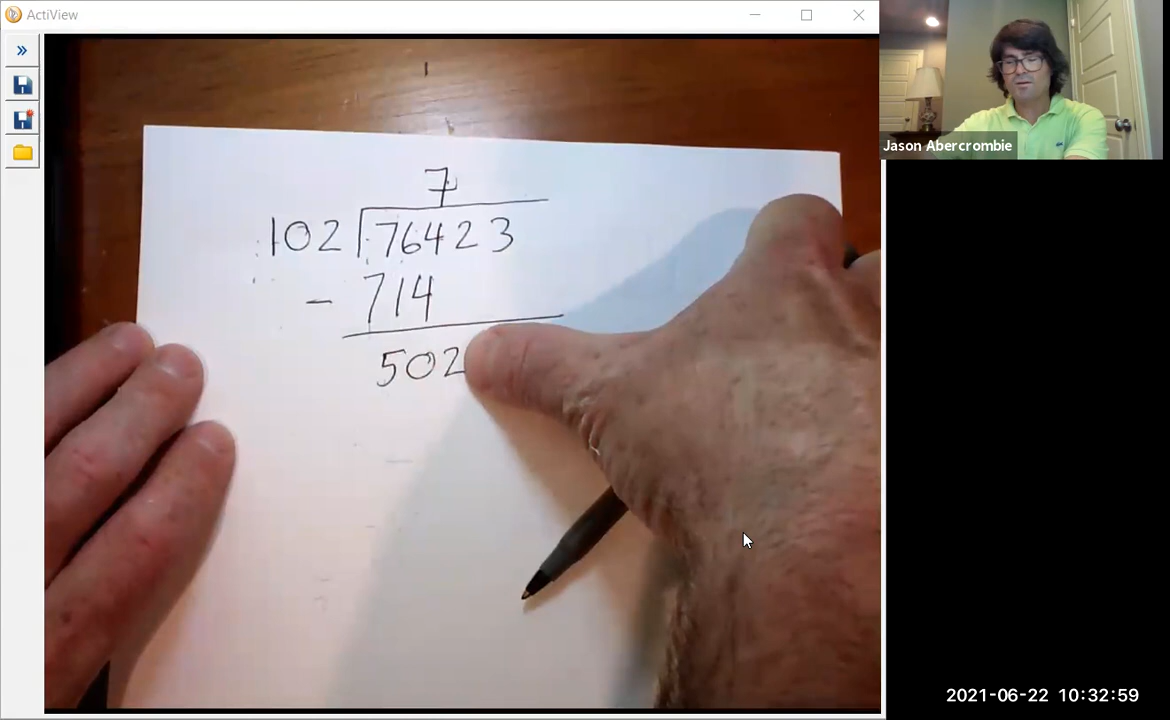 ActiView
Jason Abercrombie
7
102 76423
- 714
502
2021-06-22 10:32:59